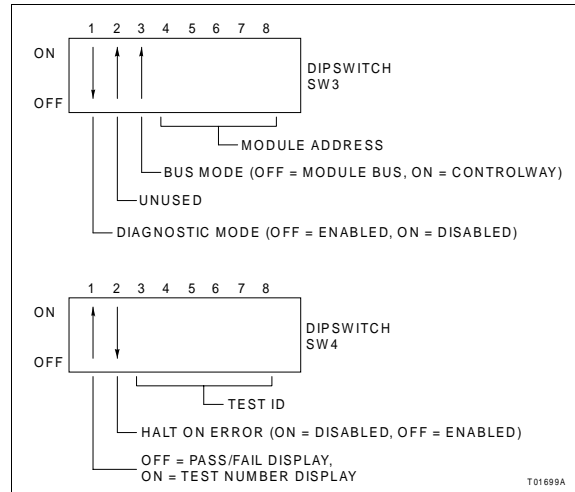 1 2 3 4 5 6 7 8
ON
OFF
DIPSWITCH
SW3
MODULE ADDRESS
BUS MODE (OFF = MODULE BUS, ON = CONTROLWAY)
UNUSED
DIAGNOSTIC MODE (OFF = ENABLED, ON = DISABLED)
1 2 3 4 5 6 7 8
ON
OFF
DIPSWITCH
SW4
TEST ID
HALT ON ERROR (ON = DISABLED, OFF = ENABLED)
OFF = PASS/FAIL DISPLAY,
ON = TEST NUMBER DISPLAY
T01699A